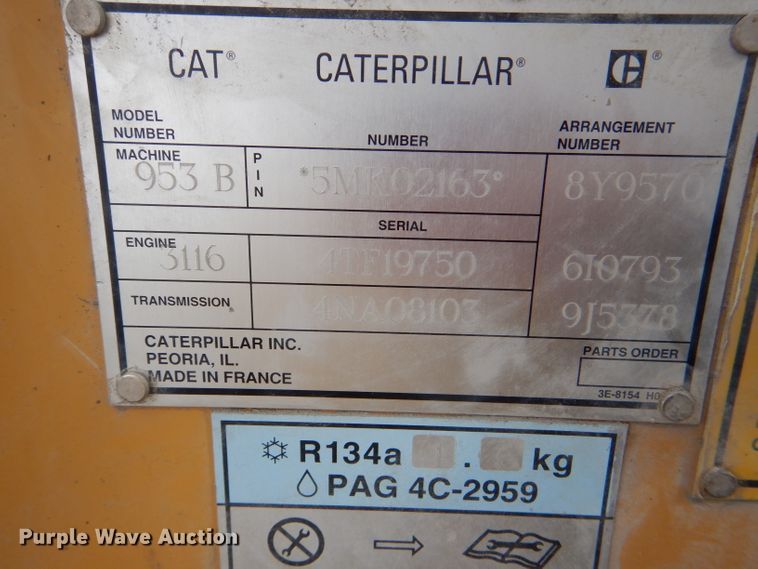 CAT® CATERPILLAR® ®
MODEL NUMBER NUMBER ARRANGEMENT NUMBER
MACHINE 953 B PIN *5MK02163° 8Y9570
SERIAL
ENGINE 3116 4TF19750 6I0793
TRANSMISSION 4NA08103 9J5378
CATERPILLAR INC.
PEORIA, IL.
MADE IN FRANCE
PARTS ORDER
3E-8154 H0
R134a . kg
PAG 4C-2959
Purple Wave Auction